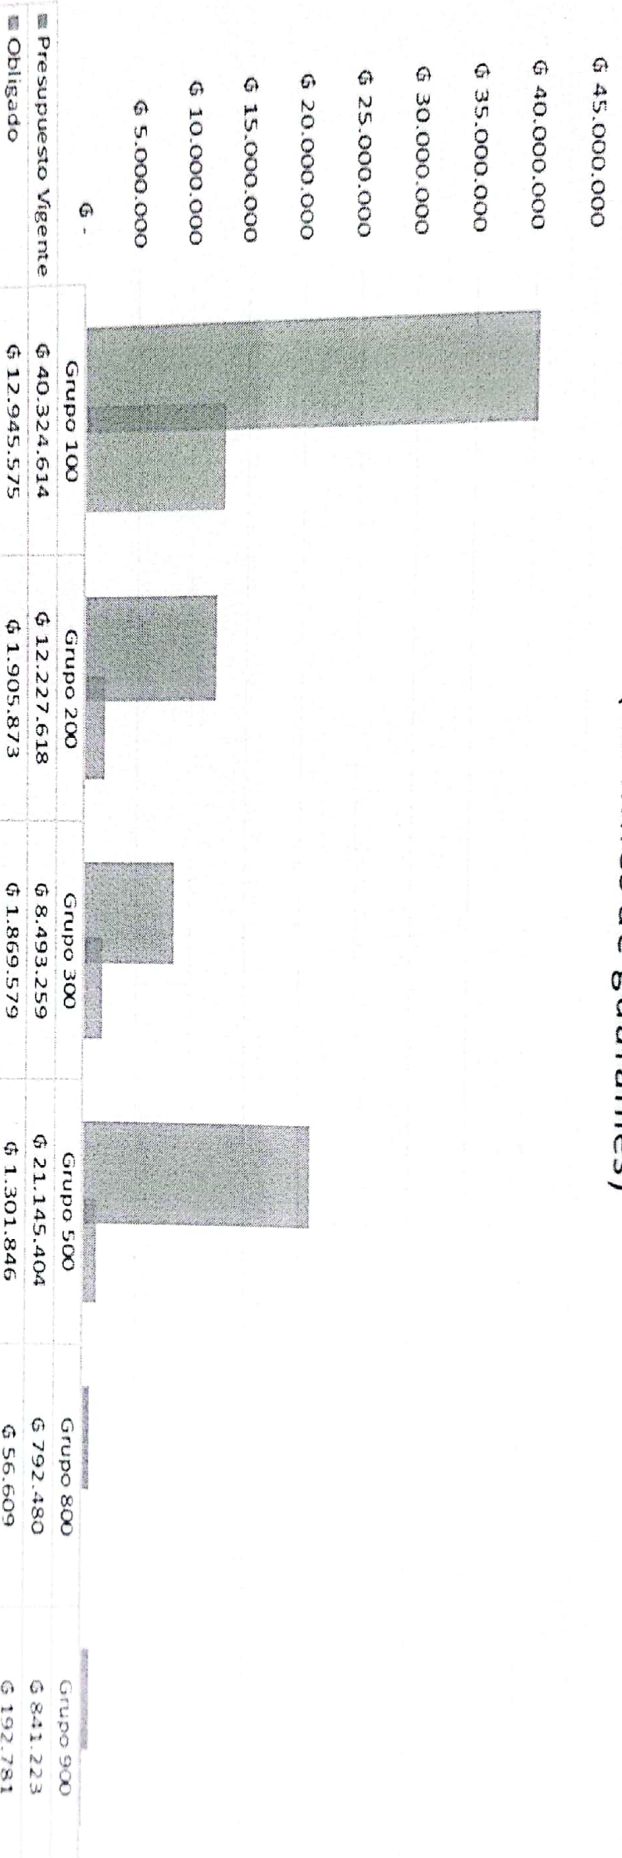 de guaraníes)
₲ 45.000.000
₲ 40.000.000
₲ 35.000.000
₲ 30.000.000
₲ 25.000.000
₲ 20.000.000
₲ 15.000.000
₲ 10.000.000
₲ 5.000.000
₲ -
Grupo 100 Grupo 200 Grupo 300 Grupo 500 Grupo 800 Grupo 900
Presupuesto Vigente ₲ 40.324.614 ₲ 12.227.618 ₲ 8.493.259 ₲ 21.145.404 ₲ 792.480 ₲ 841.223
Obligado ₲ 12.945.575 ₲ 1.905.873 ₲ 1.869.579 ₲ 1.301.846 ₲ 56.609 ₲ 192.781